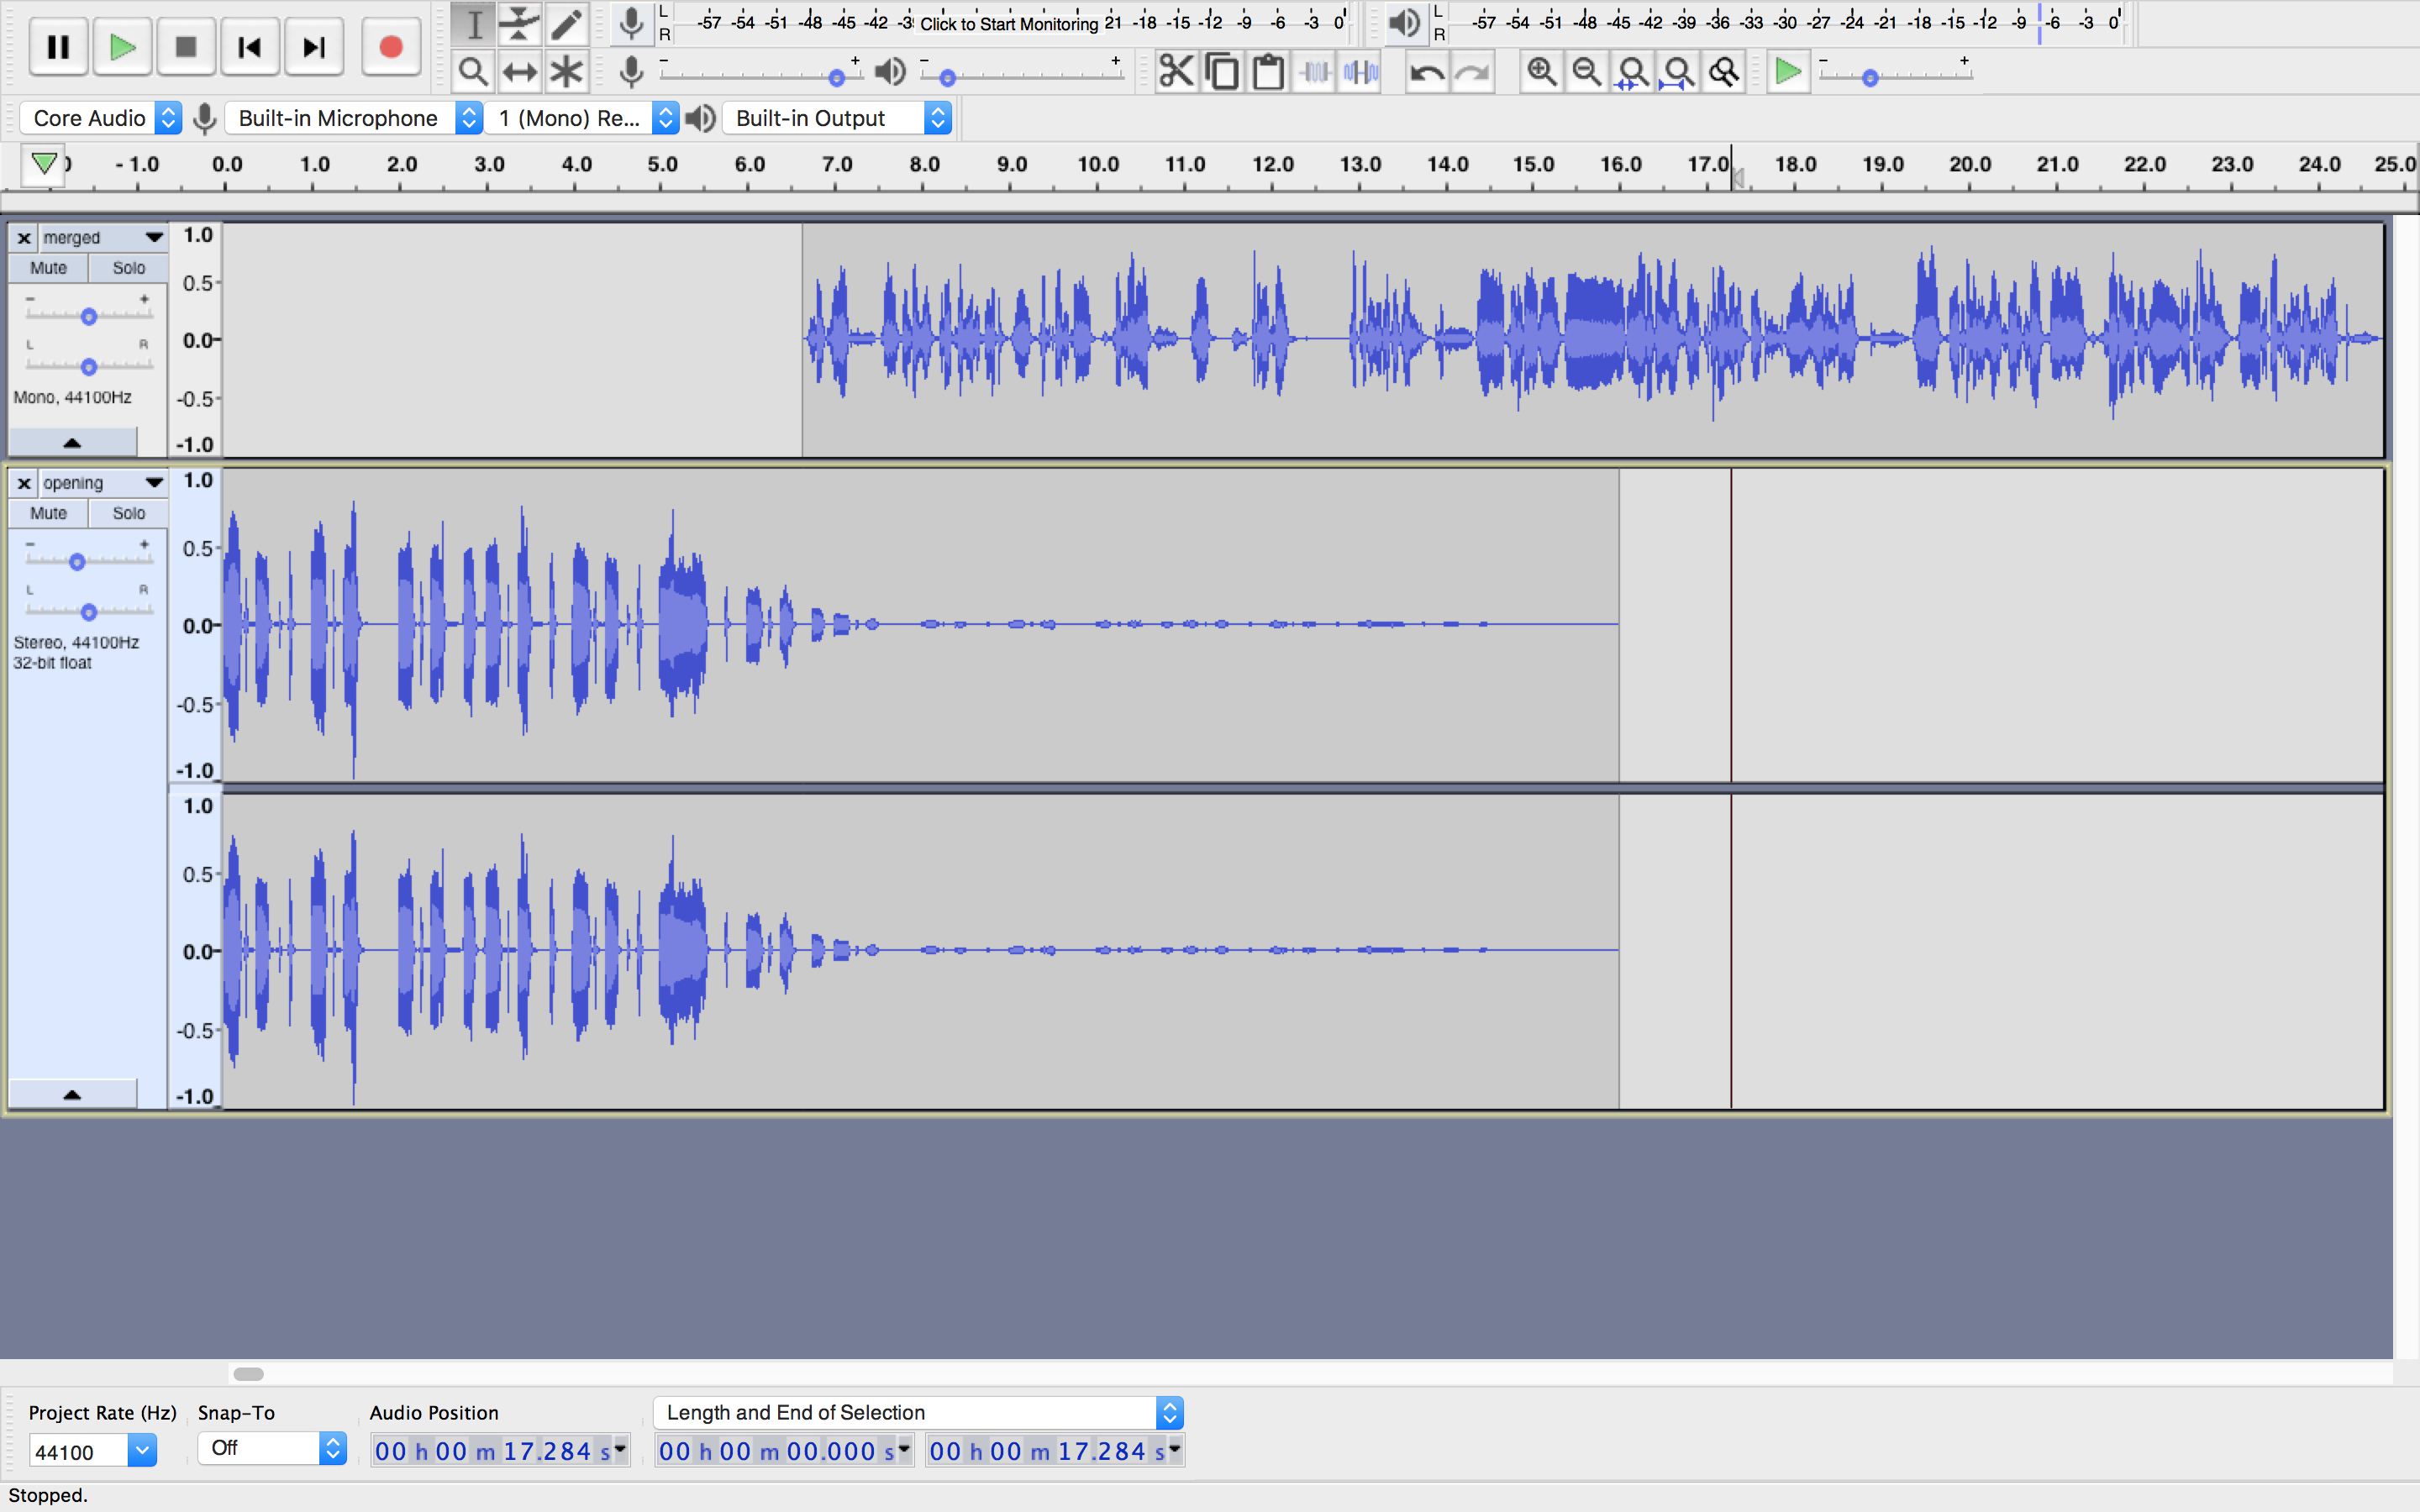 L
R
-57 -54 -51 -48 -45 -42 Click to Start Monitoring 21 -18 -15 -12 -9 -6 -3 0
L
R
-57 -54 -51 -48 -45 -42 -39 -36 -33 -30 -27 -24 -21 -18 -15 -12 -9 -6 -3 0
- + - + - +
Core Audio Built-in Microphone 1 (Mono) Re... Built-in Output
- 1.0 0.0 1.0 2.0 3.0 4.0 5.0 6.0 7.0 8.0 9.0 10.0 11.0 12.0 13.0 14.0 15.0 16.0 17.0 18.0 19.0 20.0 21.0 22.0 23.0 24.0 25.0
x merged 1.0
Mute Solo
0.5
- +
0.0
L R
Mono, 44100Hz -0.5
-1.0
x opening 1.0
Mute Solo
- + 0.5
L R
0.0
Stereo, 44100Hz
32-bit float
-0.5
-1.0
1.0
0.5
0.0
-0.5
-1.0
Project Rate (Hz) Snap-To Audio Position Length and End of Selection
44100 Off 00 h 00 m 17.284 s 00 h 00 m 00.000 s 00 h 00 m 17.284 s
Stopped.